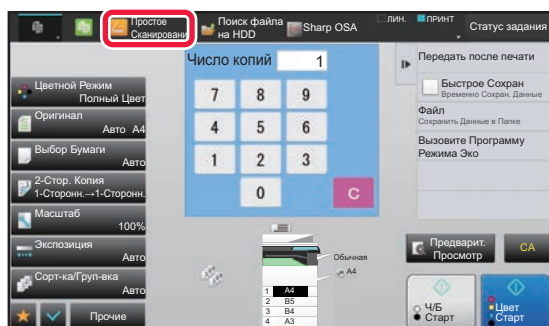 Простое
Сканировани
Поиск файла
на HDD
Sharp OSA
ЛИН.
ПРИНТ
Статус задания
Число копий
1
Передать после печати
Цветной Режим
Полный Цвет
7
8
9
Быстрое Сохран
Временно Сохран. Данные
Оригинал
Авто A4
4
5
6
Файл
Сохранить Данные в Папке
Выбор Бумаги
Авто
1
2
3
Вызовите Программу
Режима Эко
2-Стор. Копия
1-Сторонн.→1-Сторонн.
0
C
Масштаб
100%
Экспозиция
Авто
Обычная
A4
Предварит.
Просмотр
CA
Сорт-ка/Груп-вка
Авто
1 A4
2 B5
3 B4
4 A3
Ч/Б
Старт
Цвет
Старт
Прочие